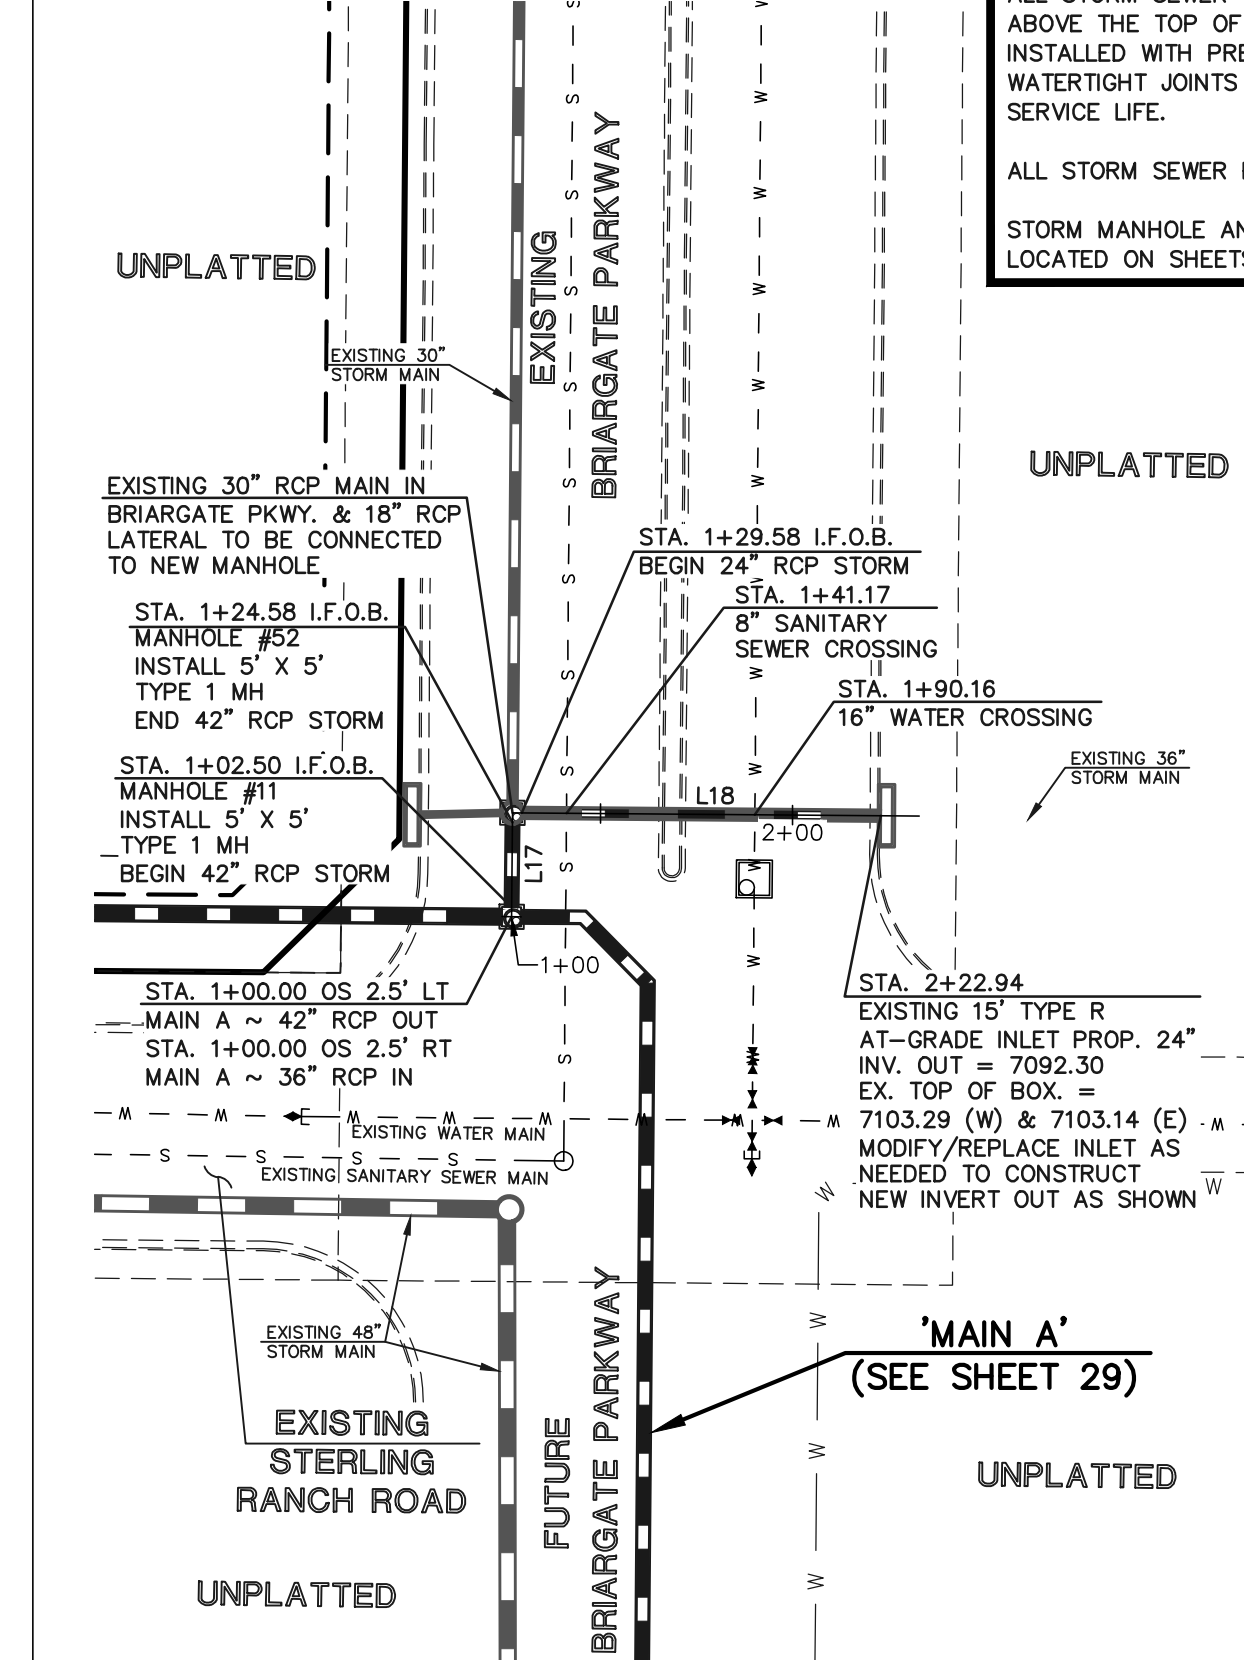 ABOVE THE TOP OF
INSTALLED WITH
WATERTIGHT JOINTS
SERVICE LIFE.
ALL STORM SEWER
STORM MANHOLE
LOCATED ON
UNPLATTED
EXISTING
BRIARGATE PARKWAY
EXISTING 30"
STORM MAIN
UNPLATTED
EXISTING 30" RCP MAIN IN
BRIARGATE PKWY. & 18" RCP
LATERAL TO BE CONNECTED
TO NEW MANHOLE
STA. 1+29.58 I.F.O.B.
BEGIN 24" RCP STORM
STA. 1+41.17
8" SANITARY
SEWER CROSSING
STA. 1+24.58 I.F.O.B.
MANHOLE #52
INSTALL 5' X 5'
TYPE 1 MH
END 42" RCP STORM
STA. 1+90.16
16" WATER CROSSING
EXISTING 36"
STORM MAIN
STA. 1+02.50 I.F.O.B.
MANHOLE #11
INSTALL 5' X 5'
TYPE 1 MH
BEGIN 42" RCP STORM
L18
2+00
L17
1+00
STA. 1+00.00 OS 2.5' LT
MAIN A ~ 42" RCP OUT
STA. 1+00.00 OS 2.5' RT
MAIN A ~ 36" RCP IN
STA. 2+22.94
EXISTING 15' TYPE R
AT-GRADE INLET PROP. 24"
INV. OUT = 7092.30
EX. TOP OF BOX. =
7103.29 (W) & 7103.14 (E)
MODIFY/REPLACE INLET AS
NEEDED TO CONSTRUCT
NEW INVERT OUT AS SHOWN
EXISTING WATER MAIN
EXISTING SANITARY SEWER MAIN
EXISTING 48"
STORM MAIN
'MAIN A'
(SEE SHEET 29)
EXISTING
STERLING
RANCH ROAD
FUTURE
BRIARGATE PARKWAY
UNPLATTED
UNPLATTED